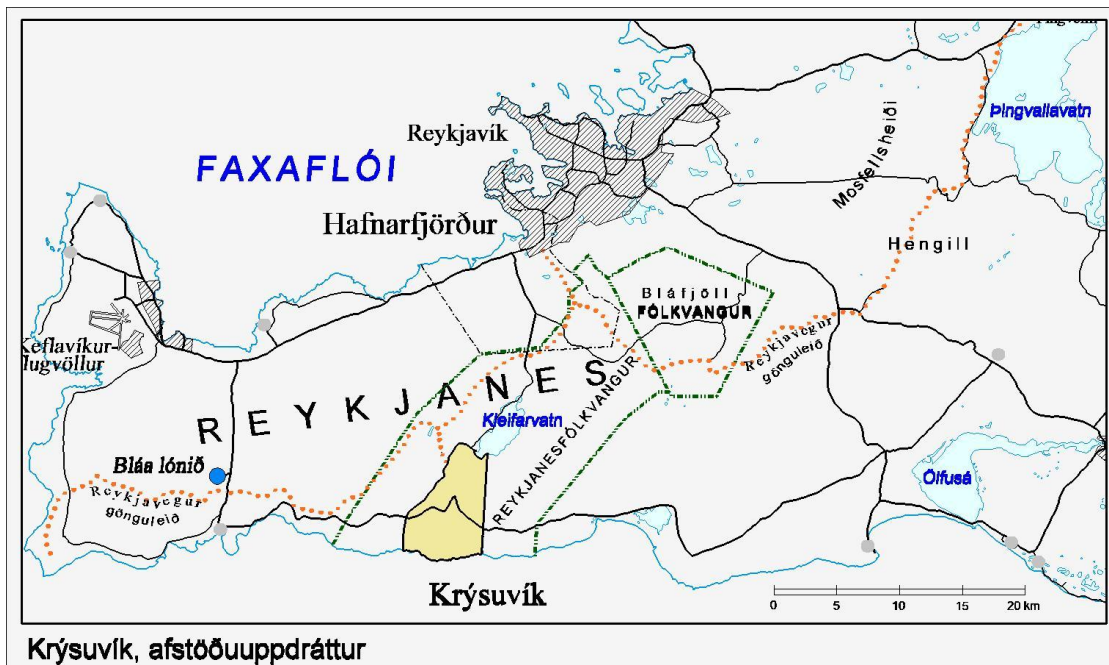 Þingvallavatn
Reykjavík
Mosfellsheiði
FAXAFLÓI
Hafnarfjörður
Hengill
Bláfjöll
FÓLKVANGUR
Keflavíkur-
flugvöllur
Reykjavegur
gönguleið
REYKJANES
Kleifarvatn
REYKJANESFÓLKVANGUR
Bláa lónið
Ölfusá
Reykjavegur
gönguleið
Krýsuvík
0 5 10 15 20 km
Krýsuvík, afstöðuuppdráttur